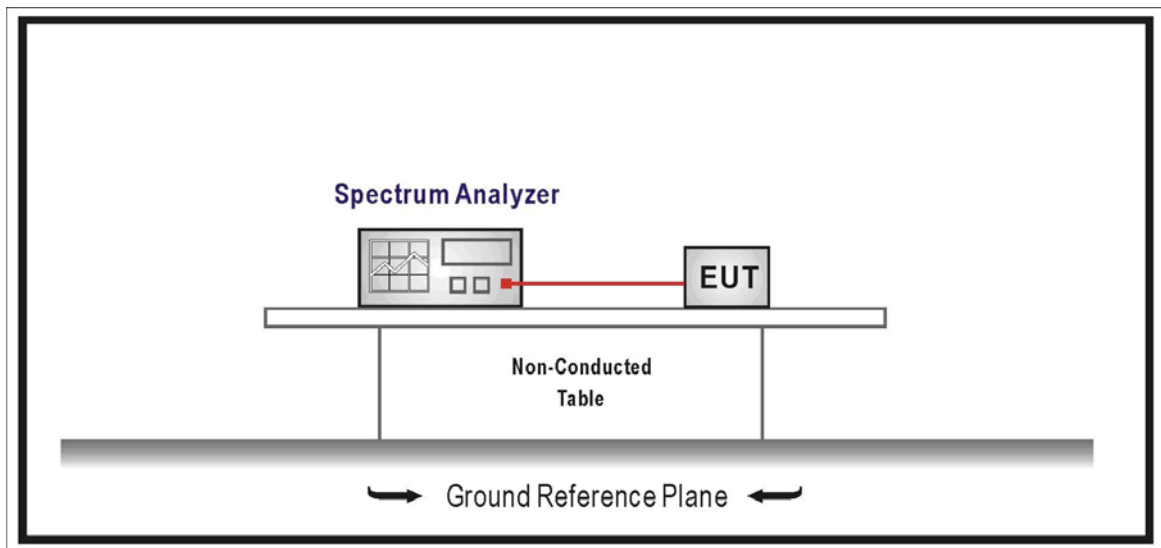 Spectrum Analyzer
EUT
Non-Conducted
Table
Ground Reference Plane